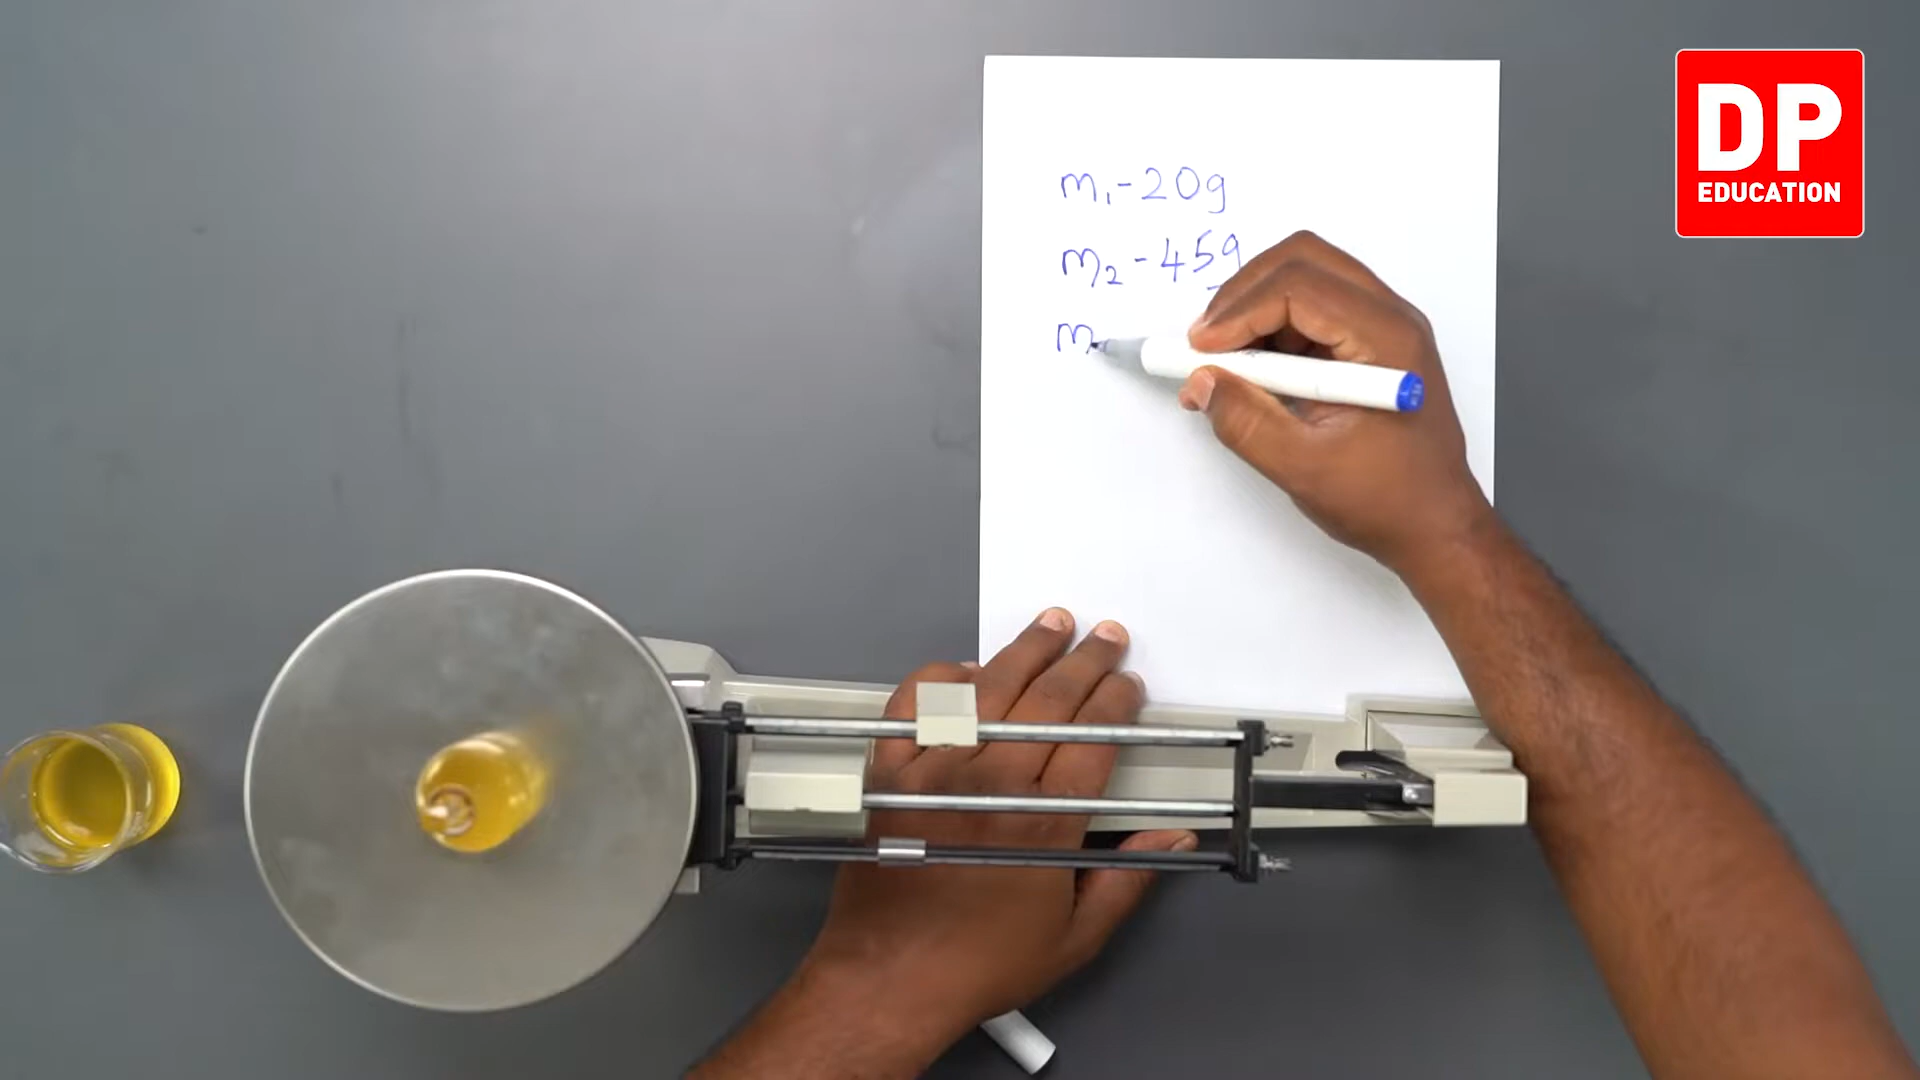 m₁-20g
m₂ - 45g
m
DP
EDUCATION